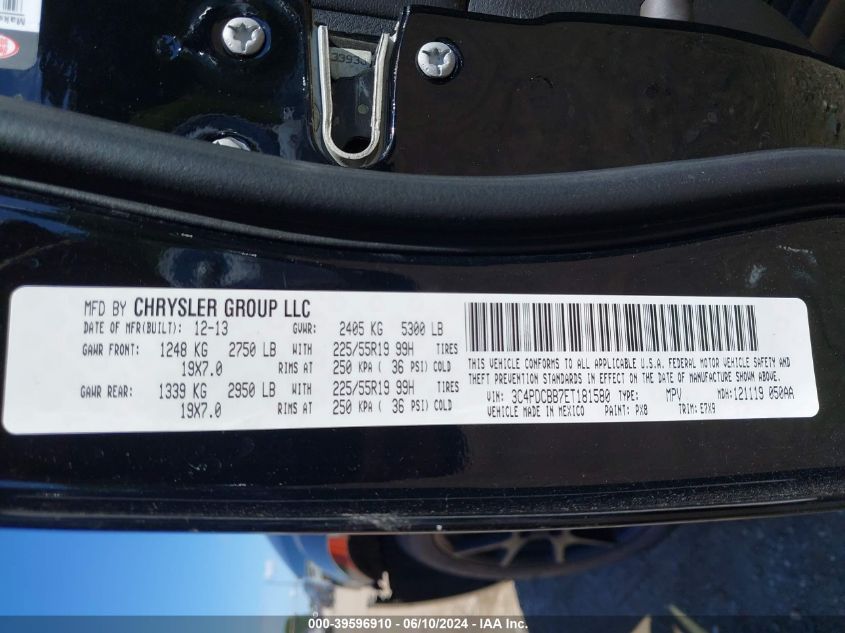 Make
33930
MFD BY CHRYSLER GROUP LLC
DATE OF MFR(BUILT): 12-13 GVWR: 2405 KG 5300 LB
GAWR FRONT: 1248 KG 2750 LB WITH 225/55R19 99H TIRES
19X7.0 RIMS AT 250 KPA ( 36 PSI) COLD
GAWR REAR: 1339 KG 2950 LB WITH 225/55R19 99H TIRES
19X7.0 RIMS AT 250 KPA ( 36 PSI) COLD
THIS VEHICLE CONFORMS TO ALL APPLICABLE U.S.A. FEDERAL MOTOR VEHICLE SAFETY AND
THEFT PREVENTION STANDARDS IN EFFECT ON THE DATE OF MANUFACTURE SHOWN ABOVE.
VIN: 3C4PDCBB7ET181580 TYPE: MPV MDH:121119 050AA
VEHICLE MADE IN MEXICO PAINT: PX8 TRIM: E7X9
000-39596910 - 06/10/2024 - IAA Inc.